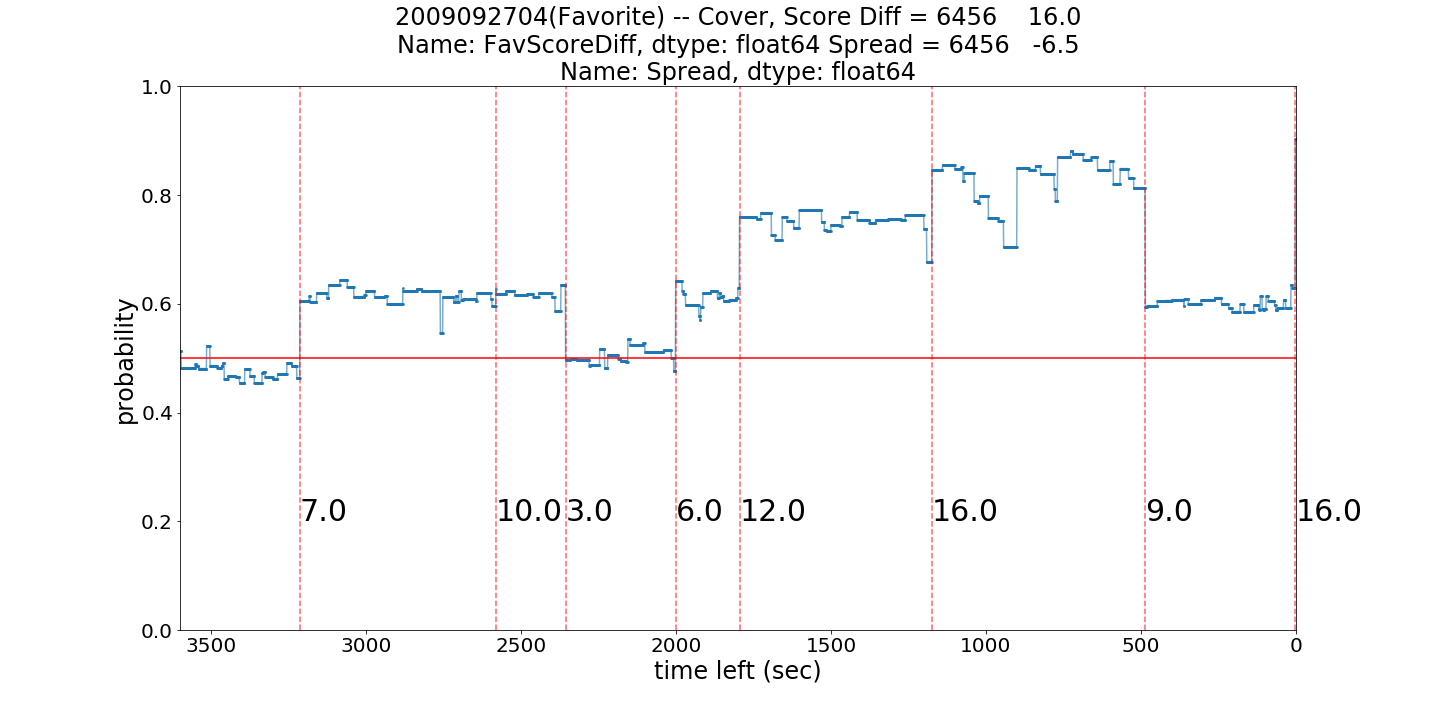 2009092704(Favorite) -- Cover, Score Diff = 6456    16.0
Name: FavScoreDiff, dtype: float64 Spread = 6456   -6.5
Name: Spread, dtype: float64
1.0
0.8
0.6
0.4
0.2
0.0
probability
7.0
10.0
3.0
6.0
12.0
16.0
9.0
16.0
3500 3000 2500 2000 1500 1000 500 0
time left (sec)